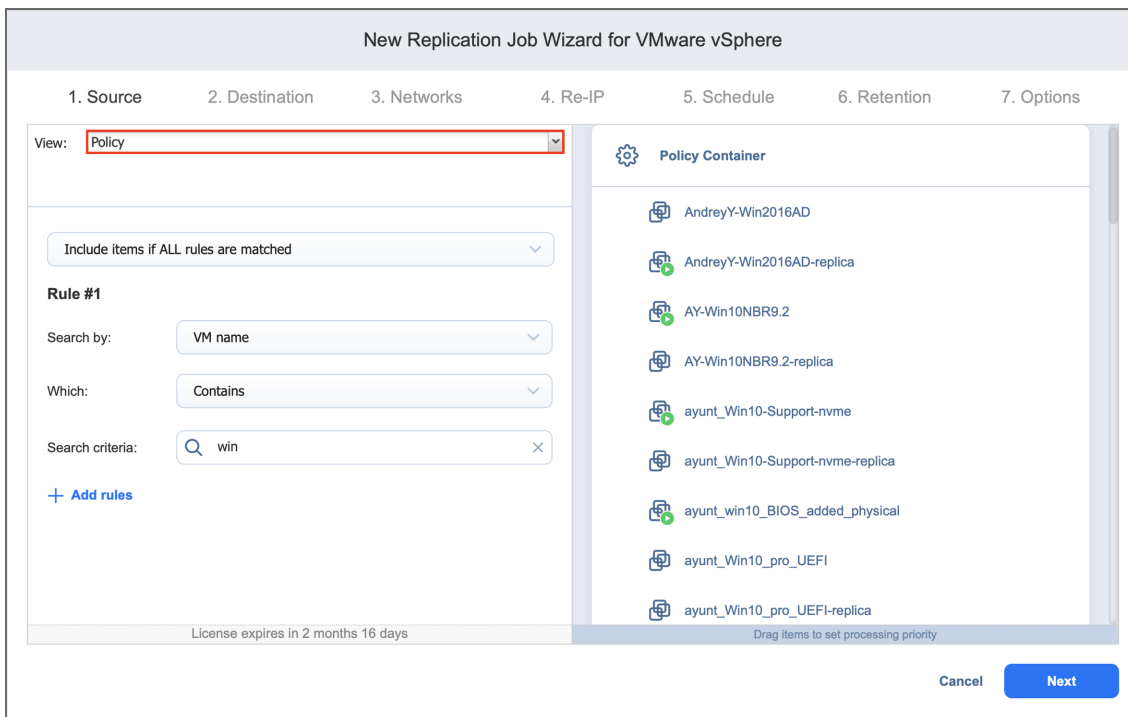 New Replication Job Wizard for VMware vSphere
1. Source 2. Destination 3. Networks 4. Re-IP 5. Schedule 6. Retention 7. Options
View: Policy
Include items if ALL rules are matched
Rule #1
Search by: VM name
Which: Contains
Search criteria: win
Add rules
License expires in 2 months 16 days
Policy Container
AndreyY-Win2016AD
AndreyY-Win2016AD-replica
AY-Win10NBR9.2
AY-Win10NBR9.2-replica
ayunt_Win10-Support-nvme
ayunt_Win10-Support-nvme-replica
ayunt_win10_BIOS_added_physical
ayunt_Win10_pro_UEFI
ayunt_Win10_pro_UEFI-replica
Drag items to set processing priority
Cancel Next